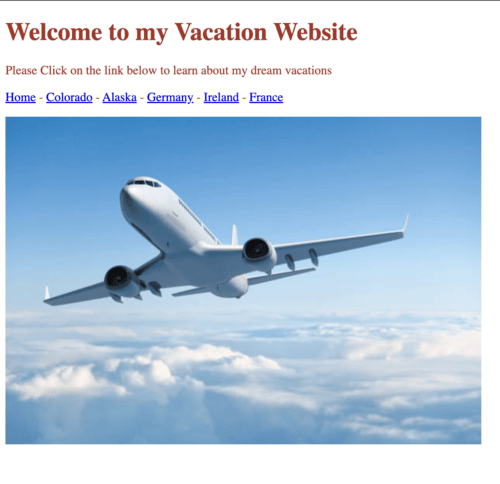 Welcome to my Vacation Website
Please Click on the link below to learn about my dream vacations
Home - Colorado - Alaska - Germany - Ireland - France